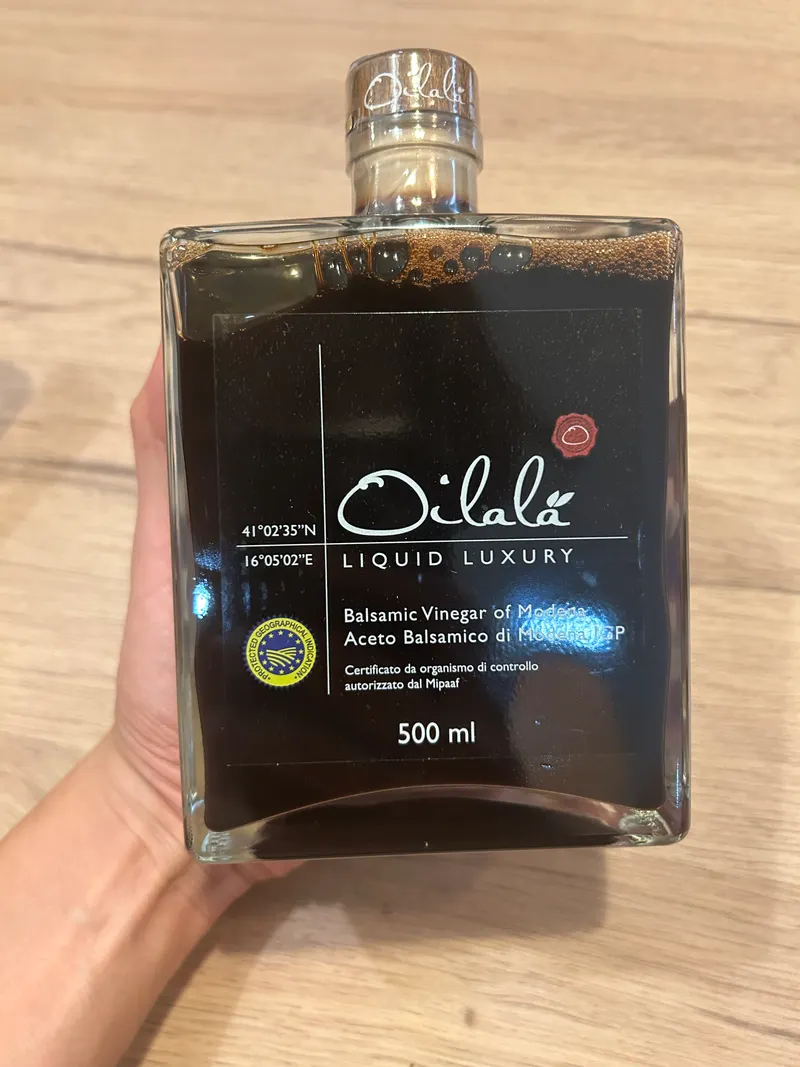 Oilalà
Oilalà
41°02'35"N
16°05'02"E
LIQUID LUXURY
Balsamic Vinegar of Modena
Aceto Balsamico di Modena IGP
PROTECTED GEOGRAPHICAL INDICATION
Certificato da organismo di controllo
autorizzato dal Mipaaf
500 ml